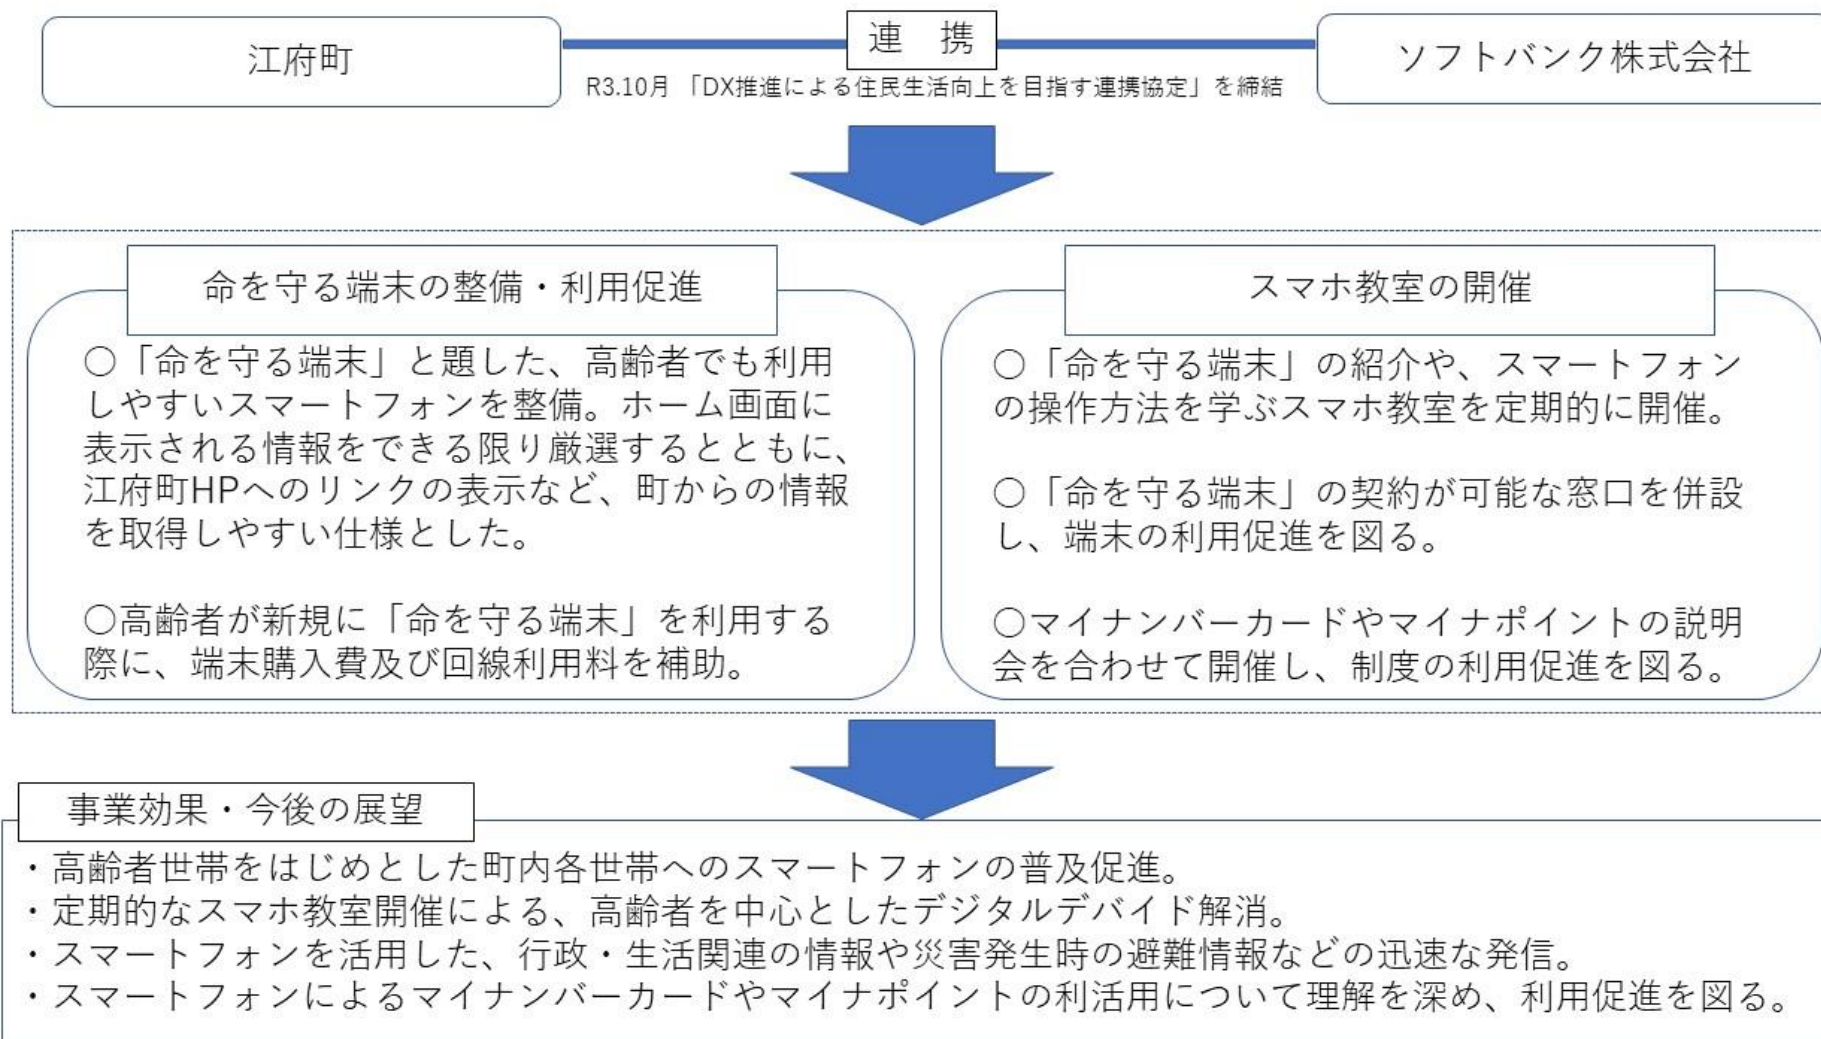 江府町
連　携
ソフトバンク株式会社
R3.10月 「DX推進による住民生活向上を目指す連携協定」を締結
命を守る端末の整備・利用促進
〇「命を守る端末」と題した、高齢者でも利用
しやすいスマートフォンを整備。ホーム画面に
表示される情報をできる限り厳選するとともに、
江府町HPへのリンクの表示など、町からの情報
を取得しやすい仕様とした。
〇高齢者が新規に「命を守る端末」を利用する
際に、端末購入費及び回線利用料を補助。
スマホ教室の開催
〇「命を守る端末」の紹介や、スマートフォン
の操作方法を学ぶスマホ教室を定期的に開催。
〇「命を守る端末」の契約が可能な窓口を併設
し、端末の利用促進を図る。
〇マイナンバーカードやマイナポイントの説明
会を合わせて開催し、制度の利用促進を図る。
事業効果・今後の展望
・高齢者世帯をはじめとした町内各世帯へのスマートフォンの普及促進。
・定期的なスマホ教室開催による、高齢者を中心としたデジタルデバイド解消。
・スマートフォンを活用した、行政・生活関連の情報や災害発生時の避難情報などの迅速な発信。
・スマートフォンによるマイナンバーカードやマイナポイントの利活用について理解を深め、利用促進を図る。